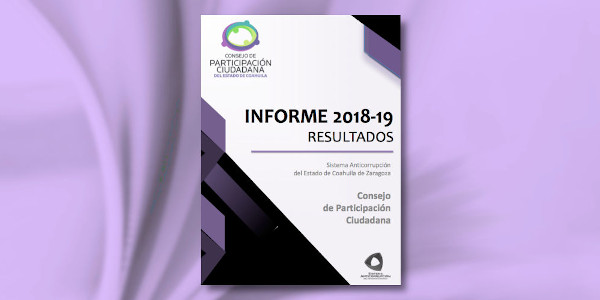 CONSEJO DE
PARTICIPACIÓN
CIUDADANA
DEL ESTADO DE COAHUILA
INFORME 2018-19
RESULTADOS
Sistema Anticorrupción
del Estado de Coahuila de Zaragoza
Consejo
de Participación
Ciudadana